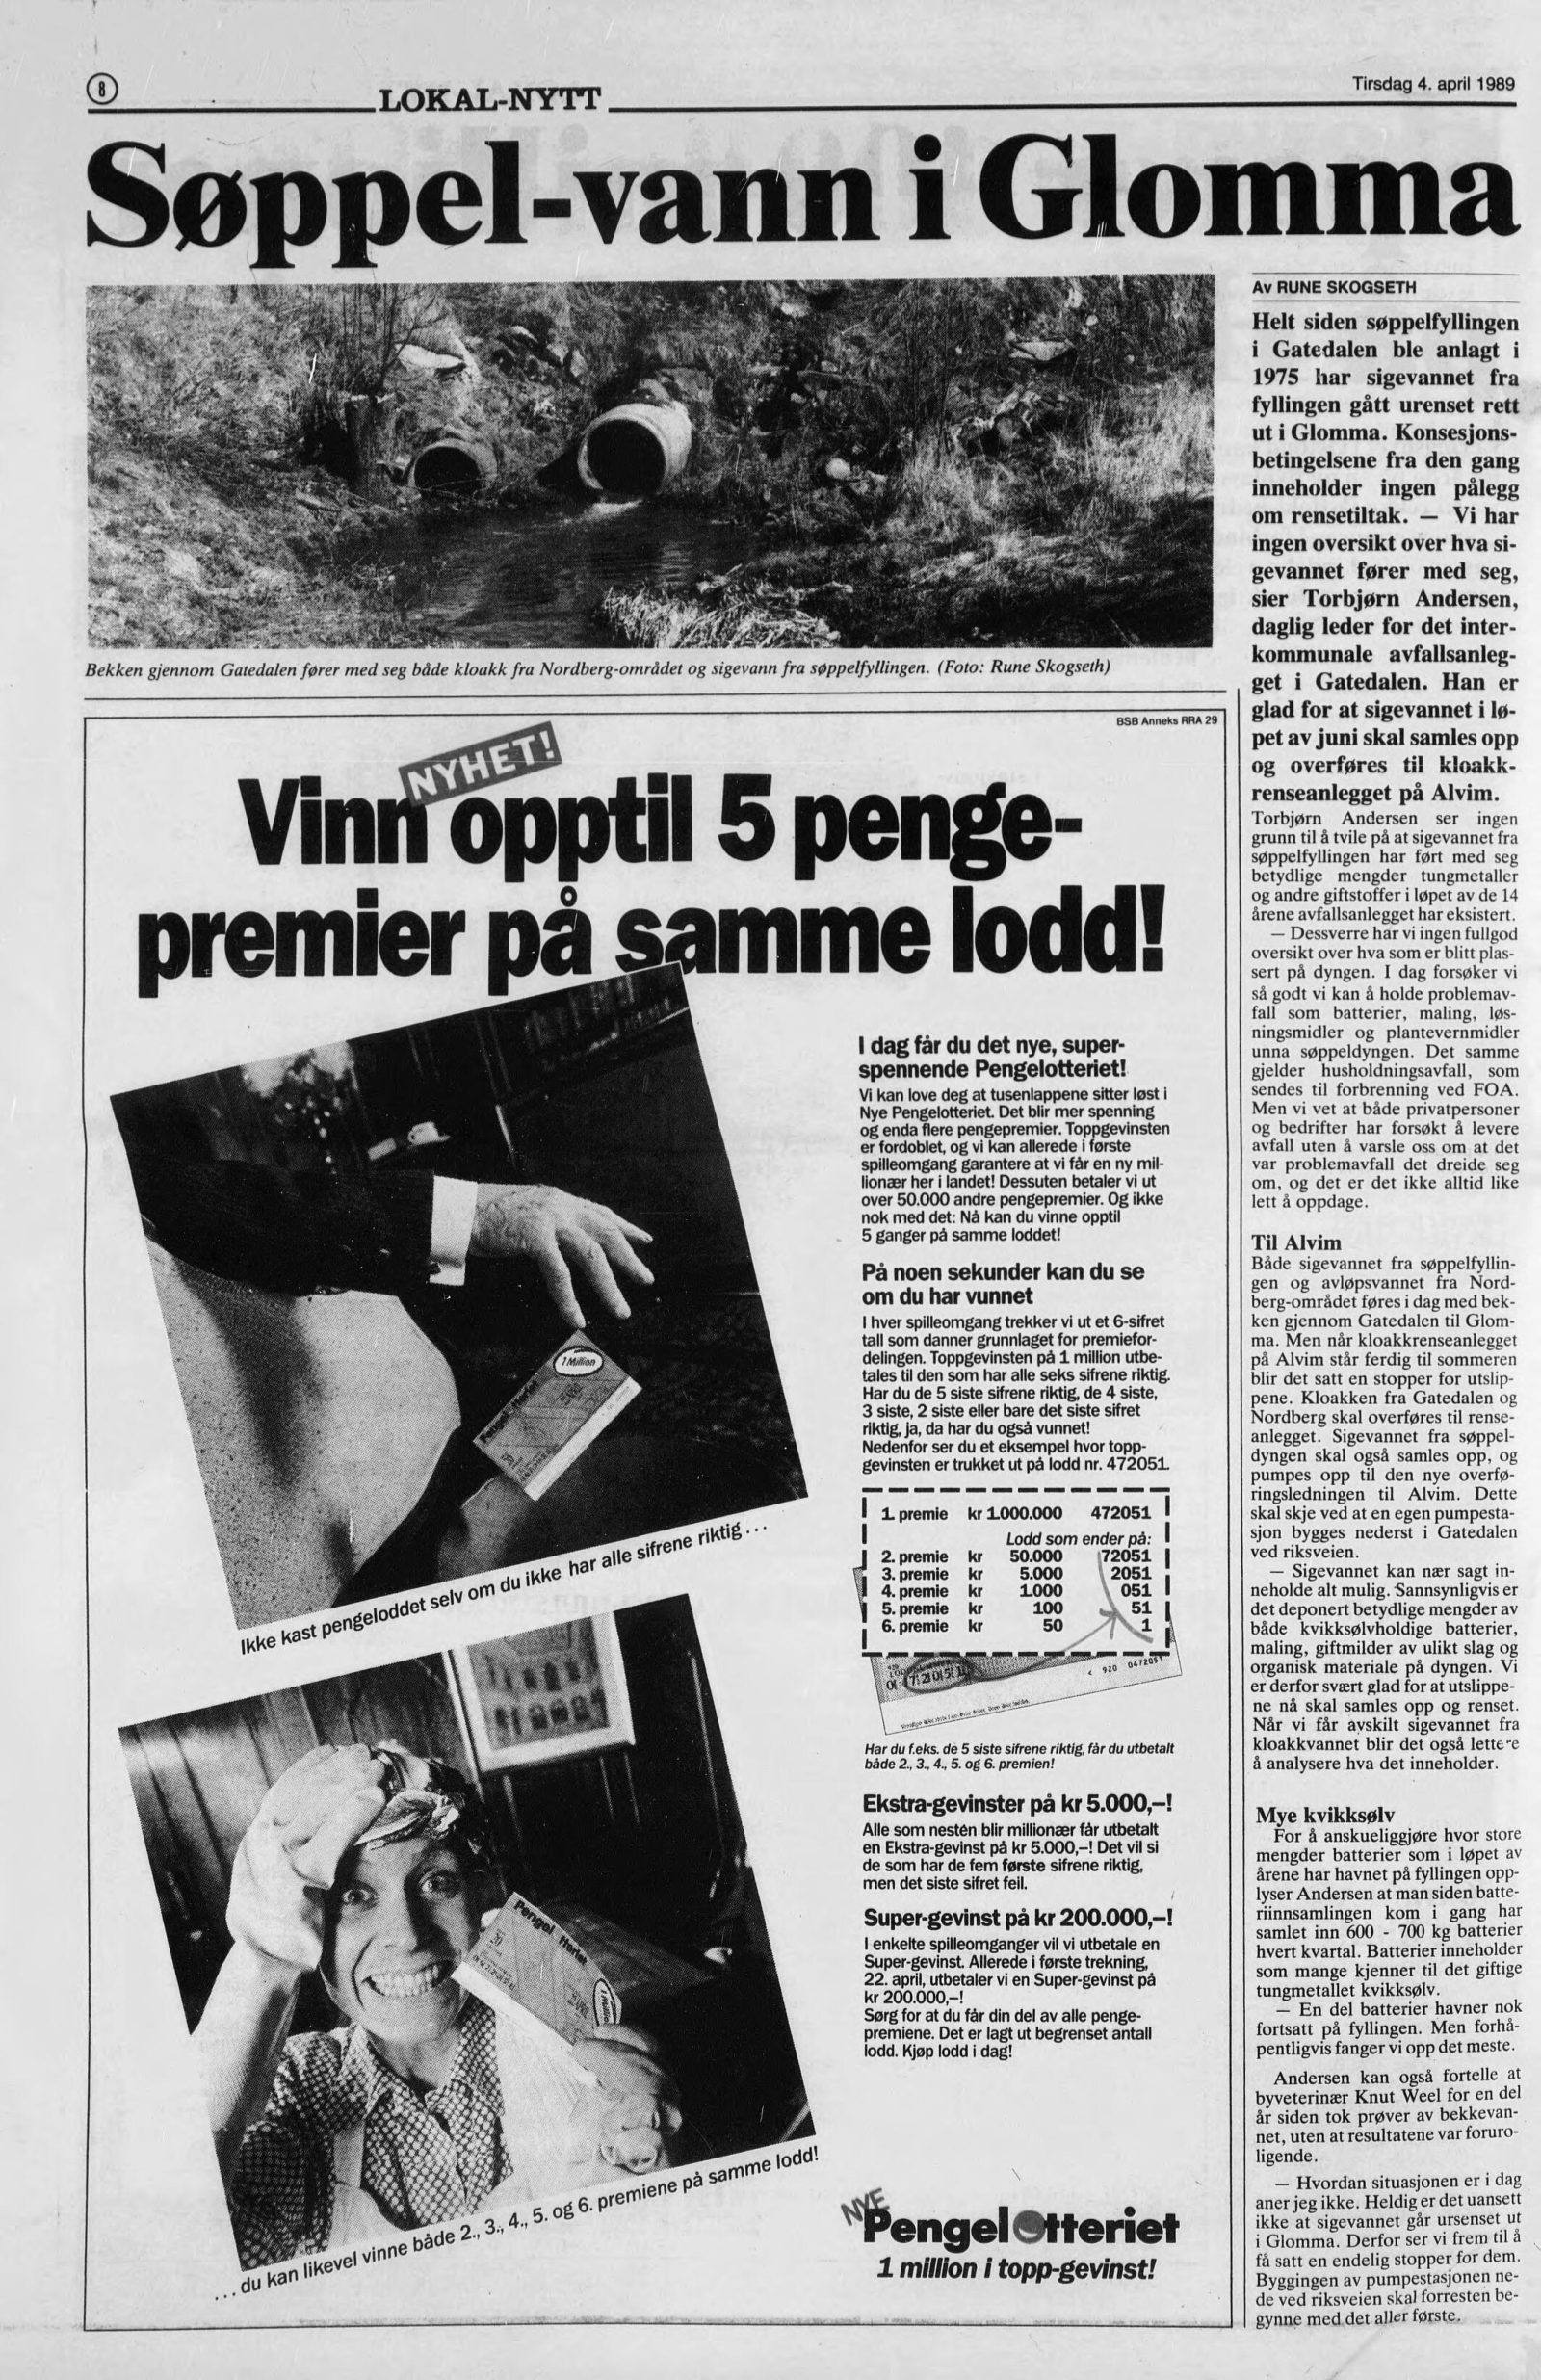 8
LOKAL-NYTT
Tirsdag 4. april 1989
Søppel-vann i Glomma
Bekken gjennom Gatedalen fører med seg både kloakk fra Nordberg-området og sigevann fra søppelfyllingen. (Foto: Rune Skogseth)
Av RUNE SKOGSETH
Helt siden søppelfyllingen
i Gatedalen ble anlagt i
1975 har sigevannet fra
fyllingen gått urenset rett
ut i Glomma. Konsesjons-
betingelsene fra den gang
inneholder ingen pålegg
om rensetiltak. — Vi har
ingen oversikt over hva si-
gevannet fører med seg,
sier Torbjørn Andersen,
daglig leder for det inter-
kommunale avfallsanleg-
get i Gatedalen. Han er
glad for at sigevannet i lø-
pet av juni skal samles opp
og overføres til kloakk-
renseanlegget på Alvim.
Torbjørn Andersen ser ingen
grunn til å tvile på at sigevannet fra
søppelfyllingen har ført med seg
betydlige mengder tungmetaller
og andre giftstoffer i løpet av de 14
årene avfallsanlegget har eksistert.
— Dessverre har vi ingen fullgod
oversikt over hva som er blitt plas-
sert på dyngen. I dag forsøker vi
så godt vi kan å holde problemav-
fall som batterier, maling, løs-
ningsmidler og plantevernmidler
unna søppeldyngen. Det samme
gjelder husholdningsavfall, som
sendes til forbrenning ved FOA.
Men vi vet at både privatpersoner
og bedrifter har forsøkt å levere
avfall uten å varsle oss om at det
var problemavfall det dreide seg
om, og det er det ikke alltid like
lett å oppdage.
Til Alvim
Både sigevannet fra søppelfyllin-
gen og avløpsvannet fra Nord-
berg-området føres i dag med bek-
ken gjennom Gatedalen til Glom-
ma. Men når kloakkrenseanlegget
på Alvim står ferdig til sommeren
blir det satt en stopper for utslip-
pene. Kloakken fra Gatedalen og
Nordberg skal overføres til rense-
anlegget. Sigevannet fra søppel-
dyngen skal også samles opp, og
pumpes opp til den nye overfø-
ringsledningen til Alvim. Dette
skal skje ved at en egen pumpesta-
sjon bygges nederst i Gatedalen
ved riksveien.
— Sigevannet kan nær sagt in-
neholde alt mulig. Sannsynligvis er
det deponert betydlige mengder av
både kvikksølvholdige batterier,
maling, giftmilder av ulikt slag og
organisk materiale på dyngen. Vi
er derfor svært glad for at utslippe-
ne nå skal samles opp og renset.
Når vi får avskilt sigevannet fra
kloakkvannet blir det også lettere
å analysere hva det inneholder.
Mye kvikksølv
For å anskueliggjøre hvor store
mengder batterier som i løpet av
årene har havnet på fyllingen opp-
lyser Andersen at man siden batte-
riinnsamlingen kom i gang har
samlet inn 600 - 700 kg batterier
hvert kvartal. Batterier inneholder
som mange kjenner til det giftige
tungmetallet kvikksølv.
— En del batterier havner nok
fortsatt på fyllingen. Men forhå-
pentligvis fanger vi opp det meste.
Andersen kan også fortelle at
byveterinær Knut Weel for en del
år siden tok prøver av bekkevan-
net, uten at resultatene var foruro-
ligende.
— Hvordan situasjonen er i dag
aner jeg ikke. Heldig er det uansett
ikke at sigevannet går ursenset ut
i Glomma. Derfor ser vi frem til å
få satt en endelig stopper for dem.
Byggingen av pumpestasjonen ne-
de ved riksveien skal forresten be-
gynne med det aller første.
BSB Anneks RRA 29
NYHET!
Vinn opptil 5 penge-
premier på samme lodd!
I dag får du det nye, super-
spennende Pengelotteriet!
Vi kan love deg at tusenlappene sitter løst i
Nye Pengelotteriet. Det blir mer spenning
og enda flere pengepremier. Toppgevinsten
er fordoblet, og vi kan allerede i første
spilleomgang garantere at vi får en ny mil-
lionær her i landet! Dessuten betaler vi ut
over 50.000 andre pengepremier. Og ikke
nok med det: Nå kan du vinne opptil
5 ganger på samme loddet!
På noen sekunder kan du se
om du har vunnet
I hver spilleomgang trekker vi ut et 6-sifret
tall som danner grunnlaget for premiefor-
delingen. Toppgevinsten på 1 million utbe-
tales til den som har alle seks sifrene riktig.
Har du de 5 siste sifrene riktig, de 4 siste,
3 siste, 2 siste eller bare det siste sifret
riktig, ja, da har du også vunnet!
Nedenfor ser du et eksempel hvor topp-
gevinsten er trukket ut på lodd nr. 472051.
1. premie kr 1.000.000 472051
Lodd som ender på:
2. premie kr 50.000 72051
3. premie kr 5.000 2051
4. premie kr 1.000 051
5. premie kr 100 51
6. premie kr 50 1
920 0472051
Har du f.eks. de 5 siste sifrene riktig, får du utbetalt
både 2., 3., 4., 5. og 6. premien!
Ekstra-gevinster på kr 5.000,–!
Alle som nesten blir millionær får utbetalt
en Ekstra-gevinst på kr 5.000,–! Det vil si
de som har de fem første sifrene riktig,
men det siste sifret feil.
Super-gevinst på kr 200.000,–!
I enkelte spilleomganger vil vi utbetale en
Super-gevinst. Allerede i første trekning,
22. april, utbetaler vi en Super-gevinst på
kr 200.000,–!
Sørg for at du får din del av alle penge-
premiene. Det er lagt ut begrenset antall
lodd. Kjøp lodd i dag!
1 Million
Ikke kast pengeloddet selv om du ikke har alle sifrene riktig . . .
. . . du kan likevel vinne både 2., 3., 4., 5. og 6. premiene på samme lodd!
NYE
Pengelotteriet
1 million i topp-gevinst!